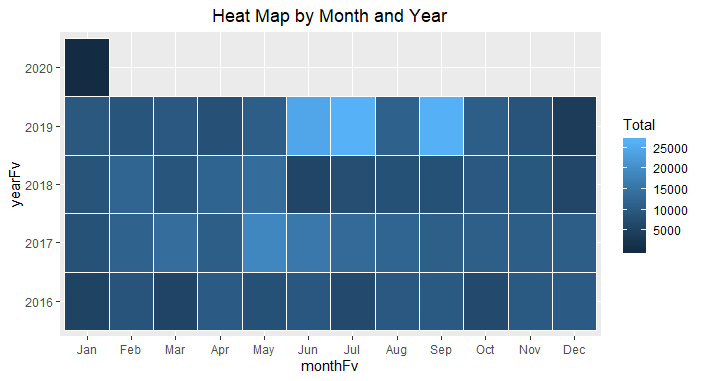 Heat Map by Month and Year
yearFv
2020
2019
2018
2017
2016
Jan Feb Mar Apr May Jun Jul Aug Sep Oct Nov Dec
monthFv
Total
25000
20000
15000
10000
5000